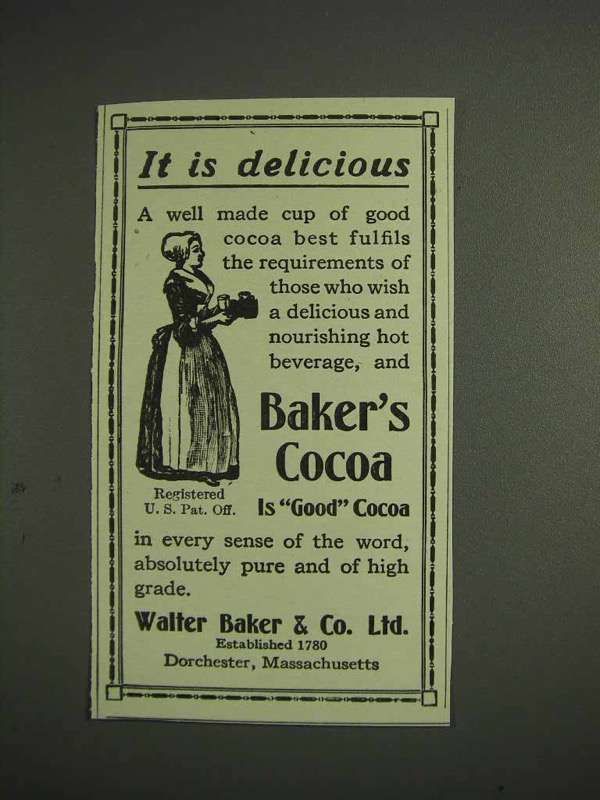 It is delicious
A well made cup of good
cocoa best fulfils
the requirements of
those who wish
a delicious and
nourishing hot
beverage, and
Baker's
Cocoa
Registered
U. S. Pat. Off.
Is "Good" Cocoa
in every sense of the word,
absolutely pure and of high
grade.
Walter Baker & Co. Ltd.
Established 1780
Dorchester, Massachusetts